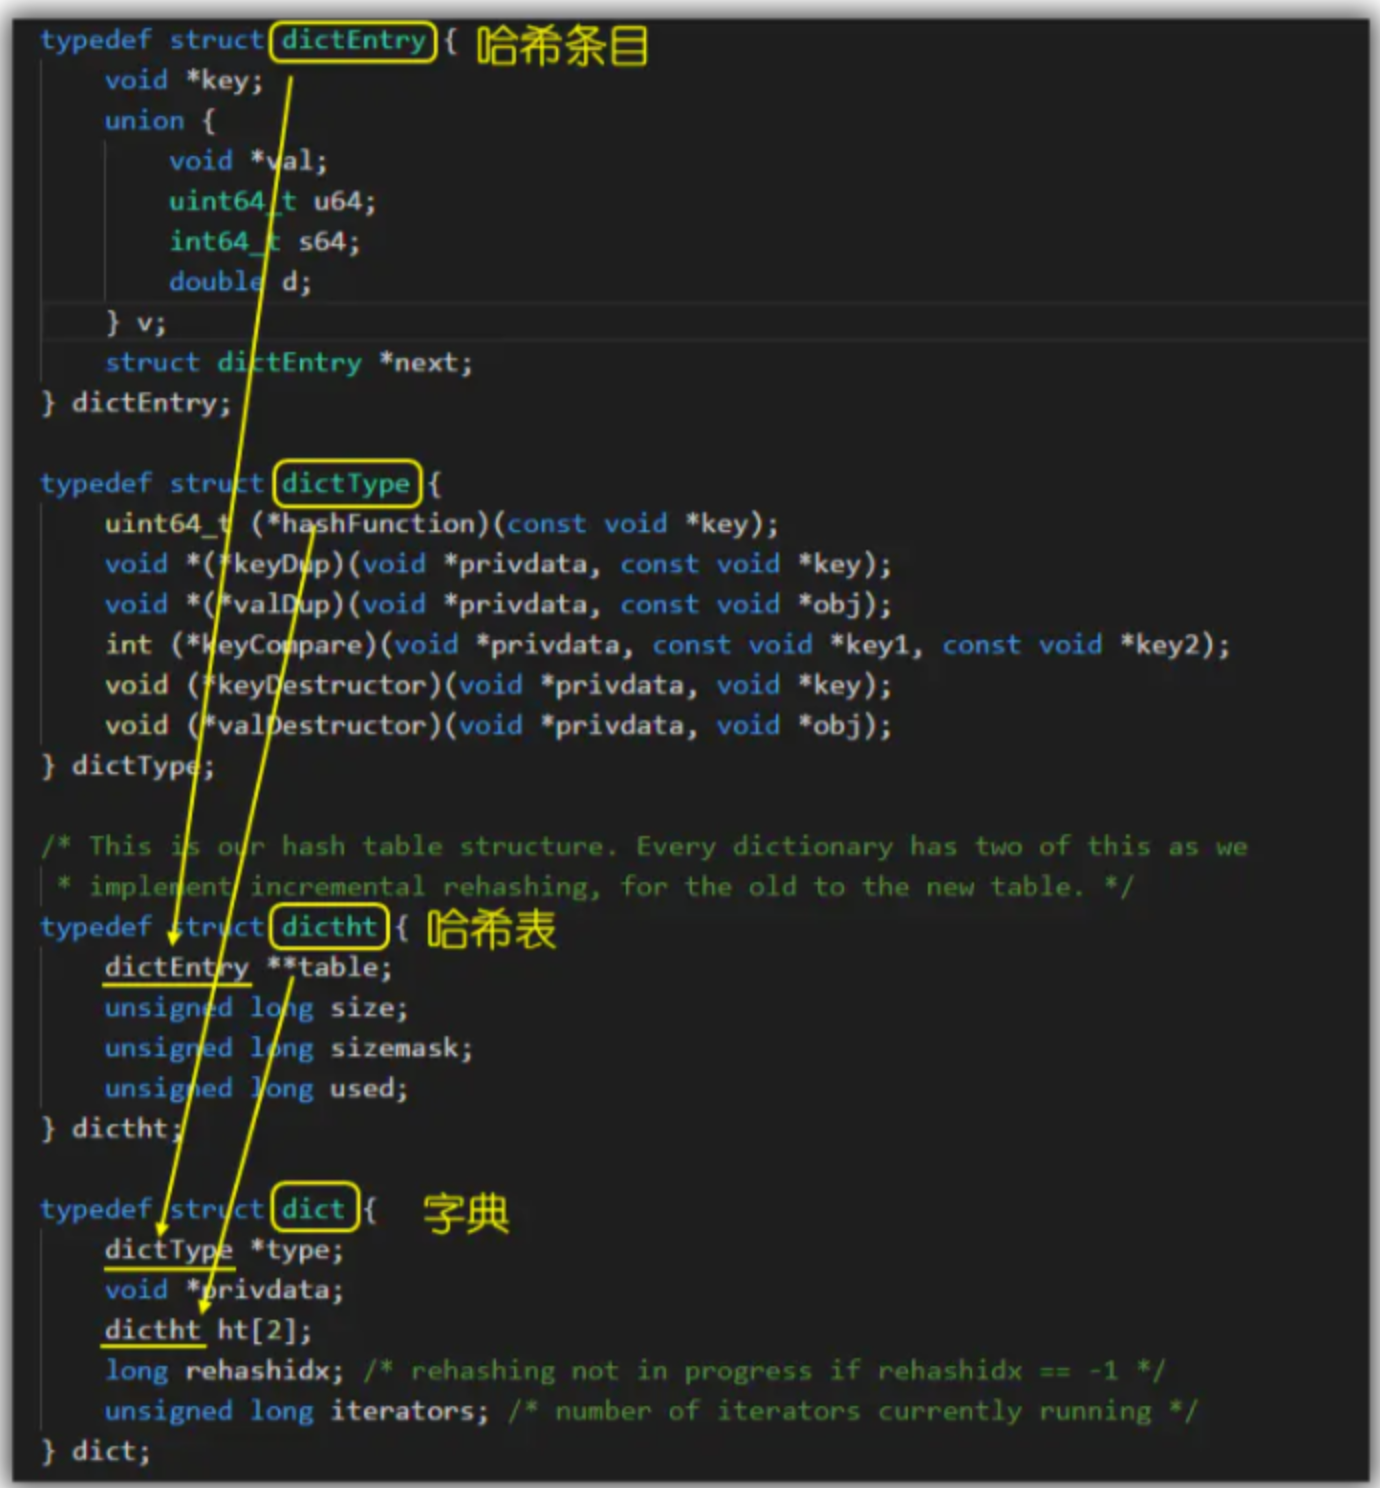 typedef struct dictEntry { 哈希条目
void *key;
union {
void *val;
uint64_t u64;
int64_t s64;
double d;
} v;
struct dictEntry *next;
} dictEntry;
typedef struct dictType {
uint64_t (*hashFunction)(const void *key);
void *(*keyDup)(void *privdata, const void *key);
void *(*valDup)(void *privdata, const void *obj);
int (*keyCompare)(void *privdata, const void *key1, const void *key2);
void (*keyDestructor)(void *privdata, void *key);
void (*valDestructor)(void *privdata, void *obj);
} dictType;
/* This is our hash table structure. Every dictionary has two of this as we
* implement incremental rehashing, for the old to the new table. */
typedef struct dictht { 哈希表
dictEntry **table;
unsigned long size;
unsigned long sizemask;
unsigned long used;
} dictht;
typedef struct dict { 字典
dictType *type;
void *privdata;
dictht ht[2];
long rehashidx; /* rehashing not in progress if rehashidx == -1 */
unsigned long iterators; /* number of iterators currently running */
} dict;